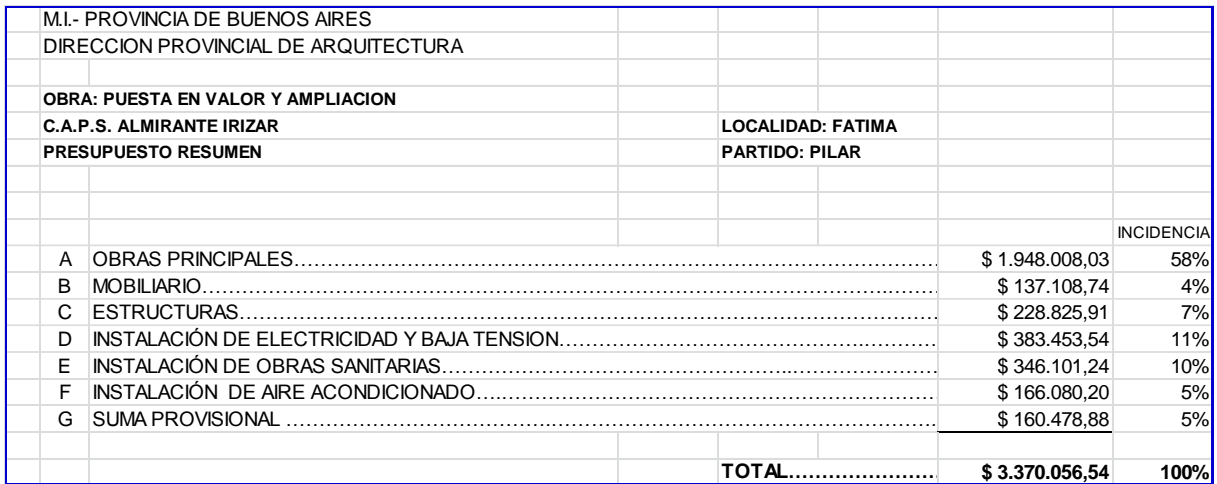 M.I.- PROVINCIA DE BUENOS AIRES
DIRECCION PROVINCIAL DE ARQUITECTURA
OBRA: PUESTA EN VALOR Y AMPLIACION
C.A.P.S. ALMIRANTE IRIZAR LOCALIDAD: FATIMA
PRESUPUESTO RESUMEN PARTIDO: PILAR
INCIDENCIA
A OBRAS PRINCIPALES……………………………………………………… $ 1.948.008,03 58%
B MOBILIARIO……………………………………………………… $ 137.108,74 4%
C ESTRUCTURAS……………………………………………………… $ 228.825,91 7%
D INSTALACIÓN DE ELECTRICIDAD Y BAJA TENSION……………………………… $ 383.453,54 11%
E INSTALACIÓN DE OBRAS SANITARIAS……………………………………… $ 346.101,24 10%
F INSTALACIÓN  DE AIRE ACONDICIONADO……………………………………… $ 166.080,20 5%
G SUMA PROVISIONAL ……………………………………………………… $ 160.478,88 5%
TOTAL………………… $ 3.370.056,54 100%